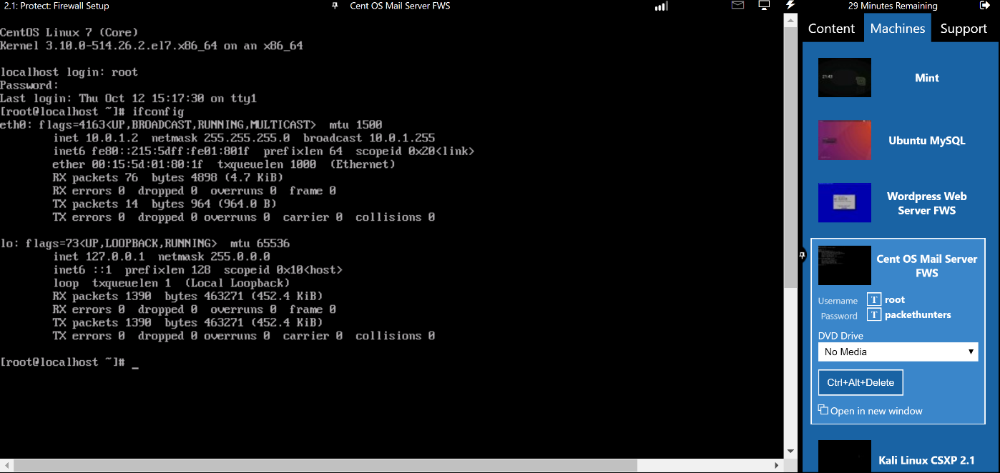 2.1: Protect: Firewall Setup
Cent OS Mail Server FWS
29 Minutes Remaining
CentOS Linux 7 (Core)
Kernel 3.10.0-514.26.2.el7.x86_64 on an x86_64
localhost login: root
Password:
Last login: Thu Oct 12 15:17:30 on tty1
[root@localhost ~]# ifconfig
eth0: flags=4163<UP,BROADCAST,RUNNING,MULTICAST>  mtu 1500
        inet 10.0.1.2  netmask 255.255.255.0  broadcast 10.0.1.255
        inet6 fe80::215:5dff:fe01:801f  prefixlen 64  scopeid 0x20<link>
        ether 00:15:5d:01:80:1f  txqueuelen 1000  (Ethernet)
        RX packets 76  bytes 4898 (4.7 KiB)
        RX errors 0  dropped 0  overruns 0  frame 0
        TX packets 14  bytes 964 (964.0 B)
        TX errors 0  dropped 0 overruns 0  carrier 0  collisions 0
lo: flags=73<UP,LOOPBACK,RUNNING>  mtu 65536
        inet 127.0.0.1  netmask 255.0.0.0
        inet6 ::1  prefixlen 128  scopeid 0x10<host>
        loop  txqueuelen 1  (Local Loopback)
        RX packets 1390  bytes 463271 (452.4 KiB)
        RX errors 0  dropped 0  overruns 0  frame 0
        TX packets 1390  bytes 463271 (452.4 KiB)
        TX errors 0  dropped 0 overruns 0  carrier 0  collisions 0
[root@localhost ~]# _
Content
Machines
Support
21:43
Mint
Ubuntu MySQL
Wordpress Web
Server FWS
Cent OS Mail Server
FWS
Username T root
Password T packethunters
DVD Drive
No Media
Ctrl+Alt+Delete
Open in new window
Kali Linux CSXP 2.1